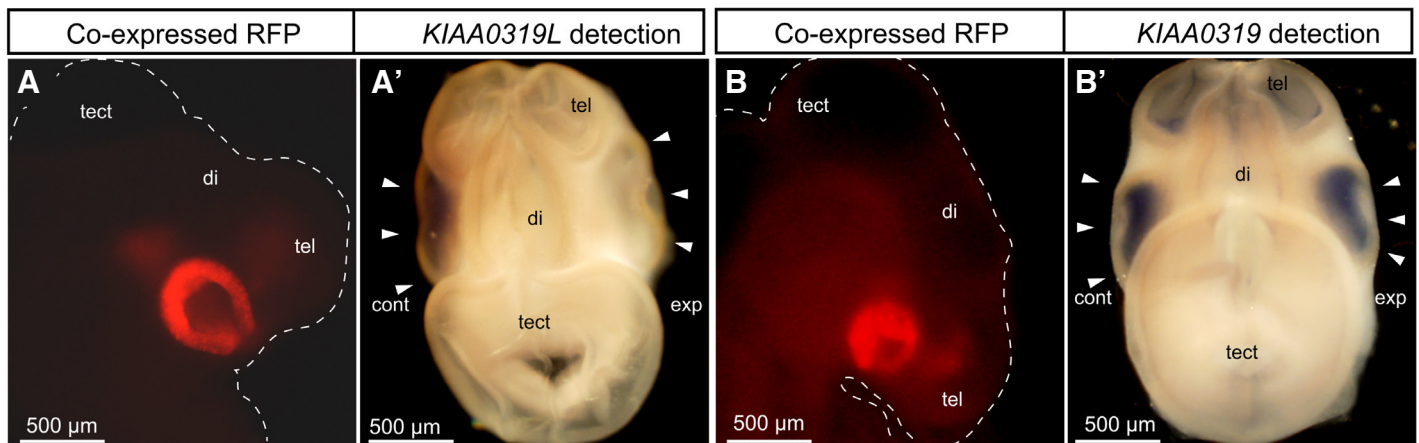 Co-expressed RFP
KIAA0319L detection
Co-expressed RFP
KIAA0319 detection
A
tect
di
tel
500 µm
A’
tel
di
cont
exp
tect
500 µm
B
tect
di
tel
500 µm
B’
tel
di
cont
exp
tect
500 µm